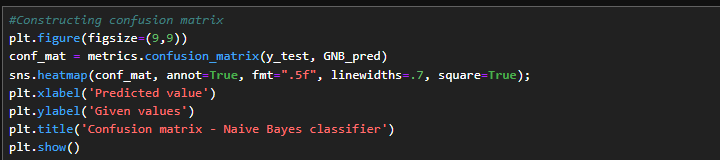 #Constructing confusion matrix
plt.figure(figsize=(9,9))
conf_mat = metrics.confusion_matrix(y_test, GNB_pred)
sns.heatmap(conf_mat, annot=True, fmt=".5f", linewidths=.7, square=True);
plt.xlabel('Predicted value')
plt.ylabel('Given values')
plt.title('Confusion matrix - Naive Bayes classifier')
plt.show()